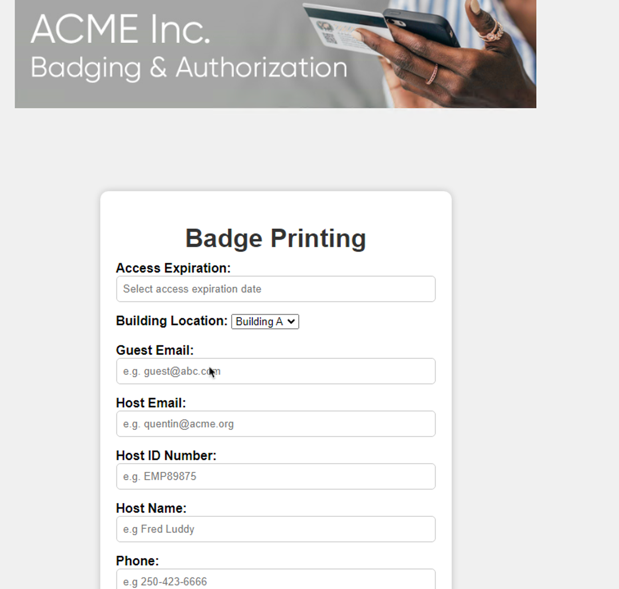 ACME Inc.
Badging & Authorization
Badge Printing
Access Expiration:
Select access expiration date
Building Location: Building A
Guest Email:
e.g. guest@abc.com
Host Email:
e.g. quentin@acme.org
Host ID Number:
e.g. EMP89875
Host Name:
e.g Fred Luddy
Phone:
e.g 250-423-6666